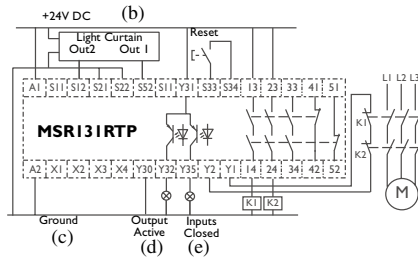 (b)
+24V DC
Light Curtain
Out2 Out 1
Reset
A1 S11 S12 S21 S22 S52 S11 Y31 S33 S34 13 23 33 41 51
L1 L2 L3
MSR131RTP
K1
K2
A2 X1 X2 X3 X4 Y30 Y32 Y35 Y2 Y1 14 24 34 42 52
K1 K2
M
Ground
Output Active
Inputs Closed
(c)
(d)
(e)